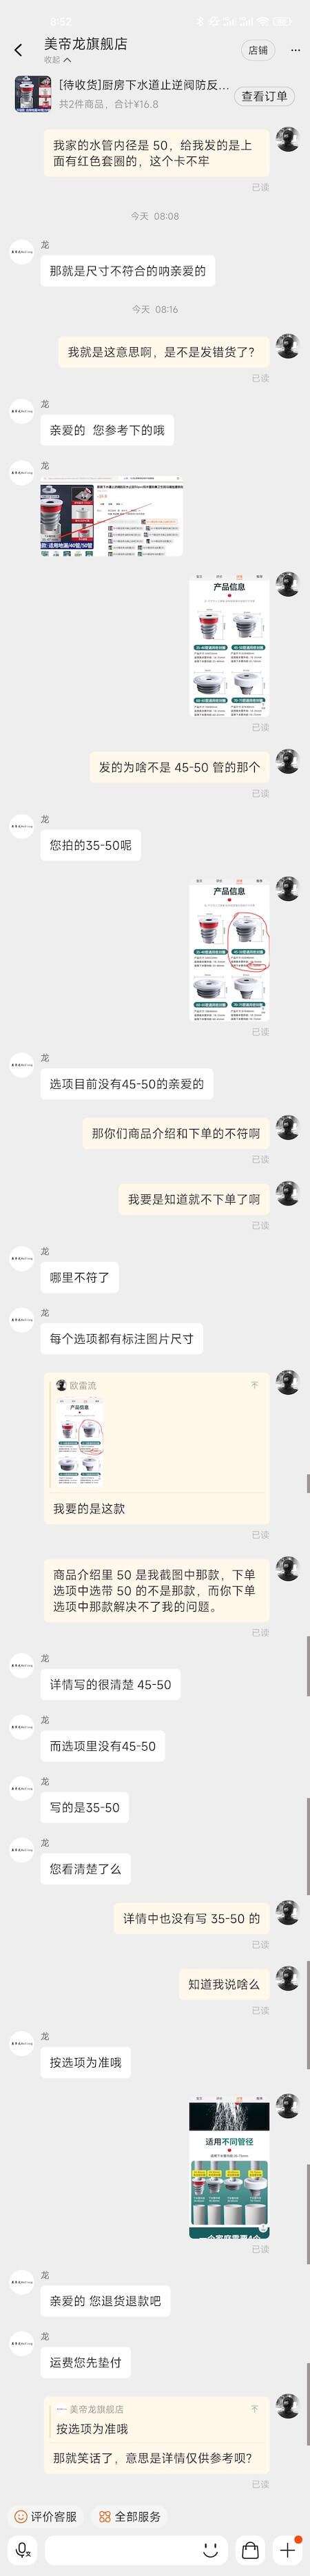 8:52
美帝龙旗舰店
收起
店铺
[待收货]厨房下水道止逆阀防反...
共2件商品，合计¥16.8
查看订单
我家的水管内径是 50，给我发的是上
面有红色套圈的，这个卡不牢
已读
今天 08:08
龙
那就是尺寸不符合的呐亲爱的
今天 08:16
我就是这意思啊，是不是发错货了？
已读
龙
亲爱的 您参考下的哦
龙
产品信息
已读
发的为啥不是 45-50 管的那个
已读
龙
您拍的35-50呢
产品信息
已读
龙
选项目前没有45-50的亲爱的
那你们商品介绍和下单的不符啊
已读
我要是知道就不下单了啊
已读
龙
哪里不符了
龙
每个选项都有标注图片尺寸
欧雷流
产品信息
我要的是这款
已读
商品介绍里 50 是我截图中那款，下单
选项中选带 50 的不是那款，而你下单
选项中那款解决不了我的问题。
已读
龙
详情写的很清楚 45-50
龙
而选项里没有45-50
龙
写的是35-50
龙
您看清楚了么
详情中也没有写 35-50 的
已读
知道我说啥么
已读
龙
按选项为准哦
适用不同管径
已读
龙
亲爱的 您退货退款吧
龙
运费您先垫付
美帝龙旗舰店
按选项为准哦
那就笑话了，意思是详情仅供参考呗？
已读
评价客服
全部服务